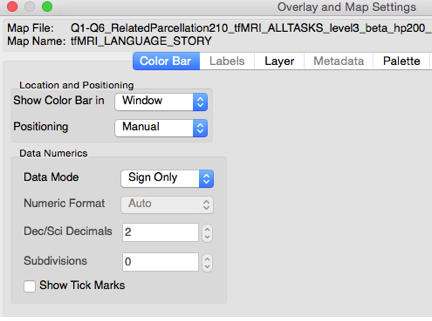 Overlay and Map Settings
Map File: Q1-Q6_RelatedParcellation210_tfMRI_ALLTASKS_level3_beta_hp200_
Map Name: tfMRI_LANGUAGE_STORY
Color Bar Labels Layer Metadata Palette
Location and Positioning
Show Color Bar in Window
Positioning Manual
Data Numerics
Data Mode Sign Only
Numeric Format Auto
Dec/Sci Decimals 2
Subdivisions 0
Show Tick Marks